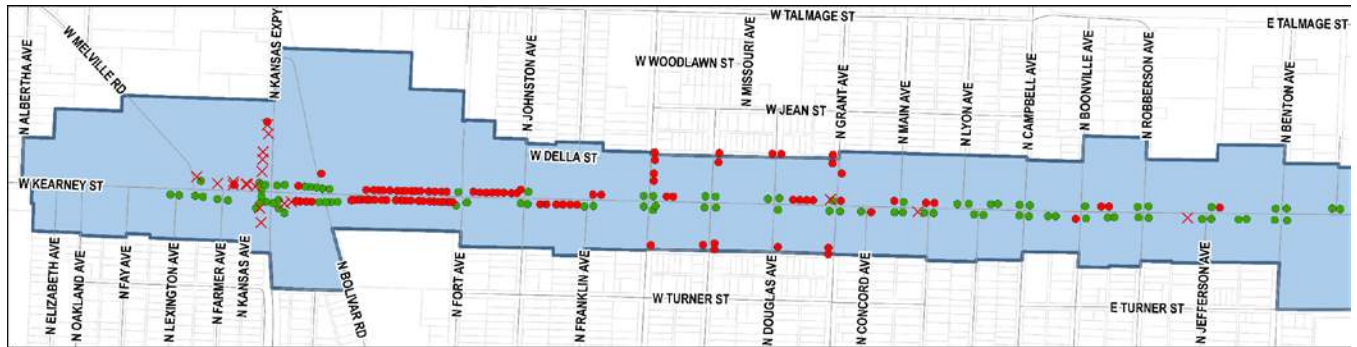 W TALMAGE ST
E TALMAGE ST
N ALBERTA AVE
W MELVILLE RD
N KANSAS EXPY
N JOHNSTON AVE
W WOODLAWN ST
N MISSOURI AVE
W JEAN ST
N GRANT AVE
N MAIN AVE
N LYON AVE
N CAMPBELL AVE
N BOONVILLE AVE
N ROBBERSON AVE
N BENTON AVE
W DELLA ST
W KEARNEY ST
N ELIZABETH AVE
N OAKLAND AVE
N FAY AVE
N LEXINGTON AVE
N FARMER AVE
N KANSAS AVE
N BOLIVAR RD
N FORT AVE
N FRANKLIN AVE
W TURNER ST
N DOUGLAS AVE
N CONCORD AVE
E TURNER ST
N JEFFERSON AVE